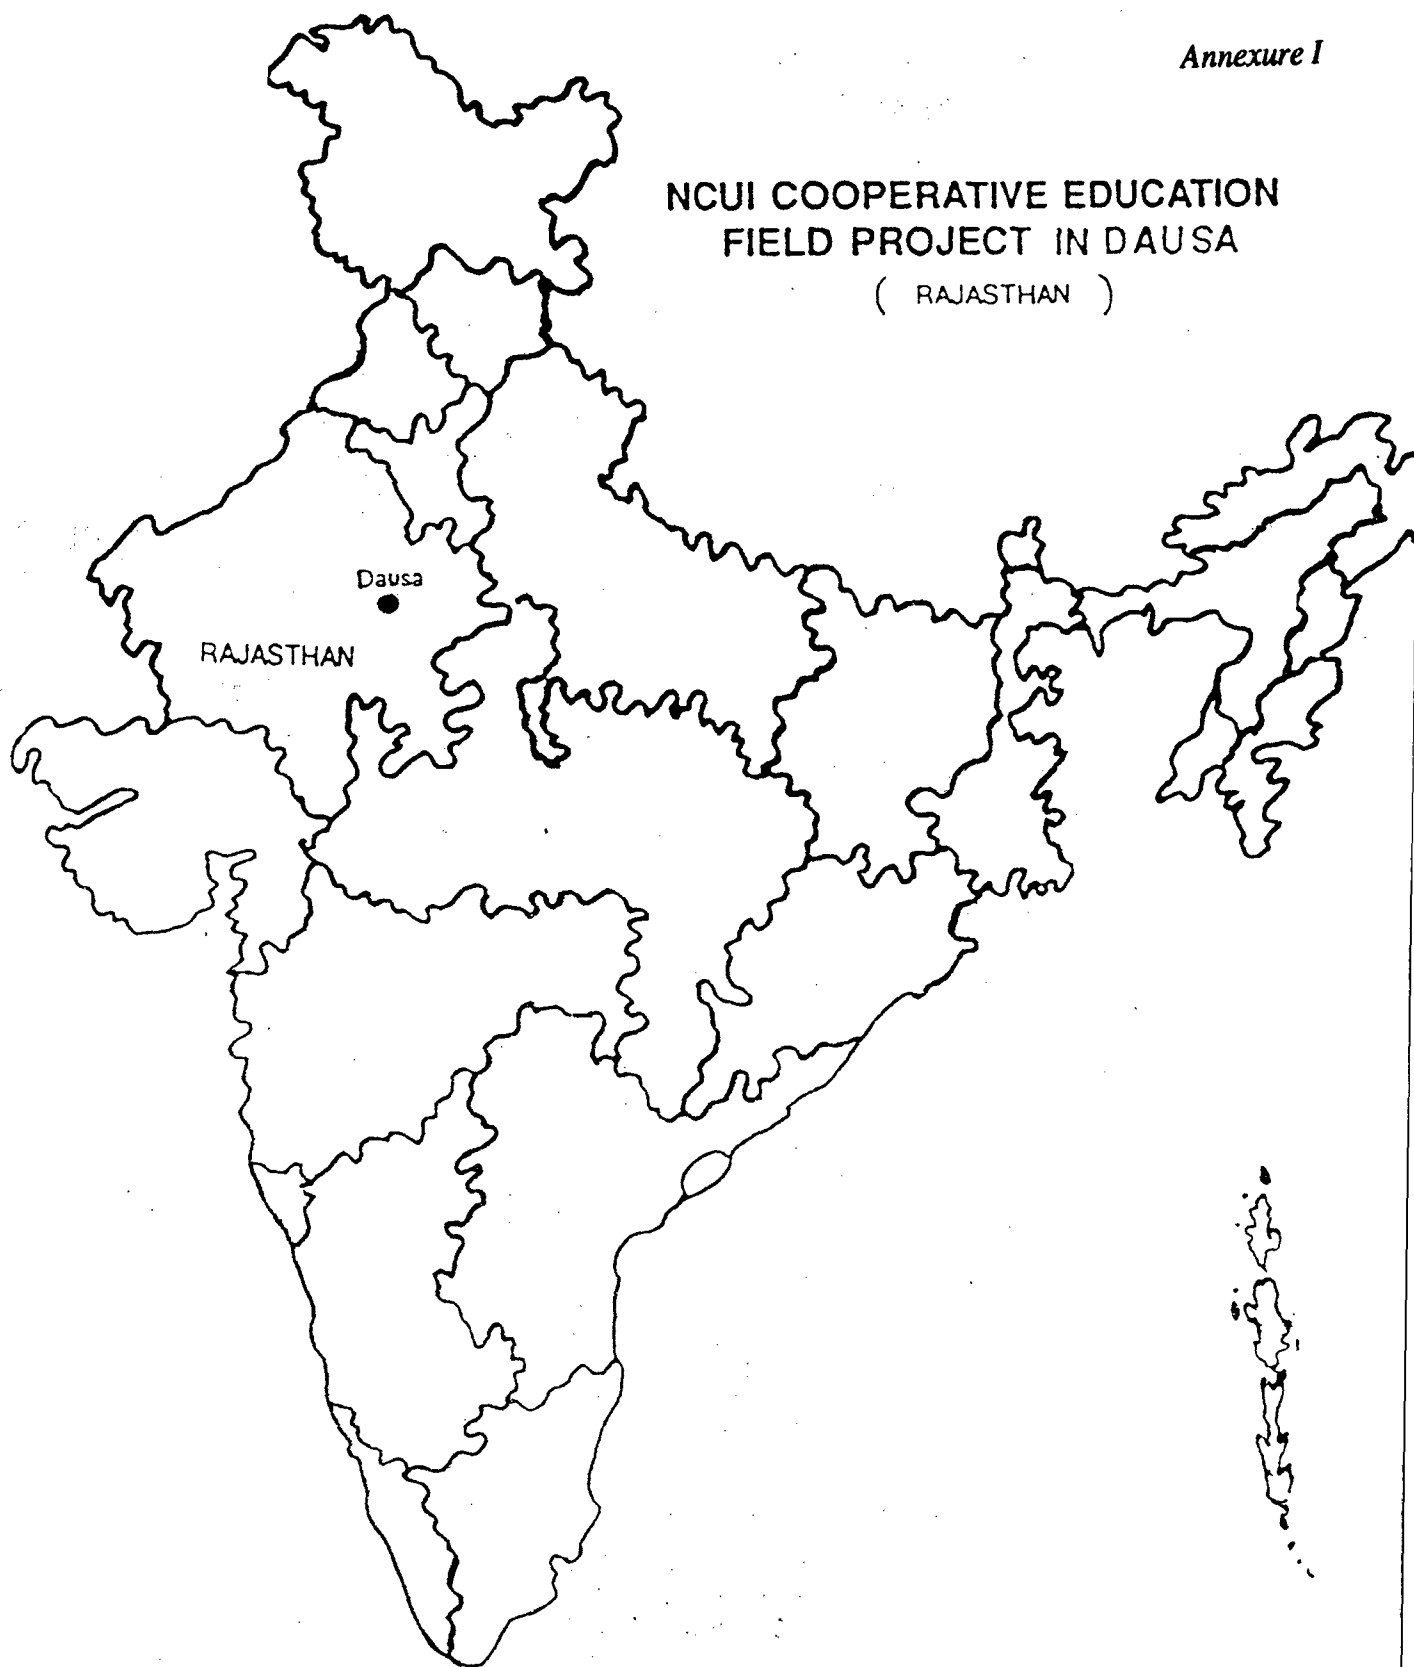 Annexure I
NCUI COOPERATIVE EDUCATION
FIELD PROJECT IN DAUSA
( RAJASTHAN )
Dausa
RAJASTHAN